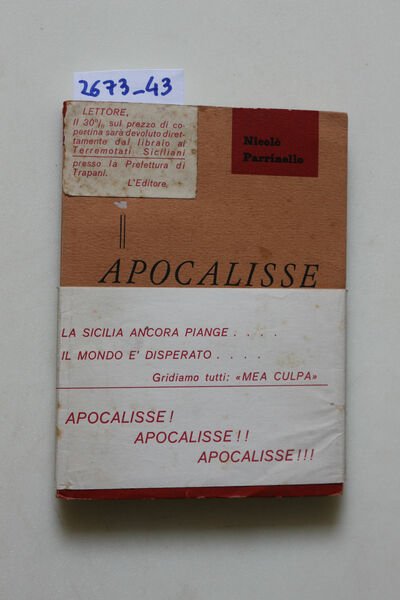 2673_43
LETTORE,
Il 30% sul prezzo di co-
pertina sarà devoluto diret-
tamente dal libraio ai
Terremotati Siciliani
presso la Prefettura di
Trapani.
L'Editore
Nicolò
Parrinello
APOCALISSE
LA SICILIA ANCORA PIANGE . . . .
IL MONDO E' DISPERATO . . . .
Gridiamo tutti: «MEA CULPA»
APOCALISSE!
APOCALISSE!!
APOCALISSE!!!